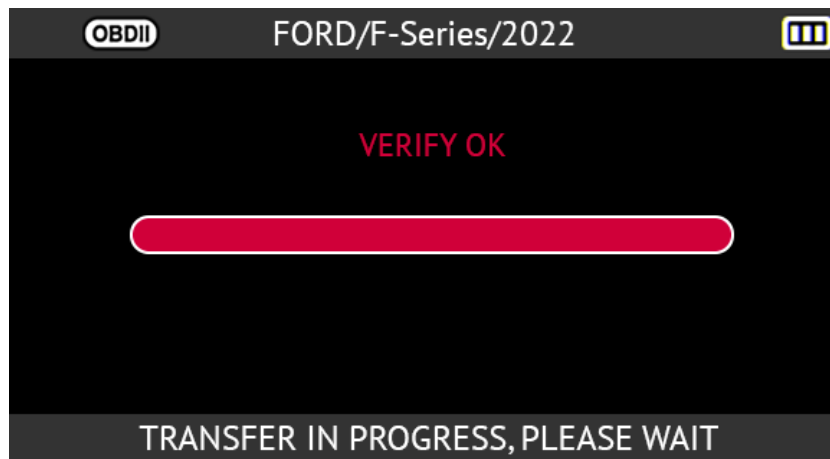 OBDII FORD/F-Series/2022
VERIFY OK
TRANSFER IN PROGRESS, PLEASE WAIT